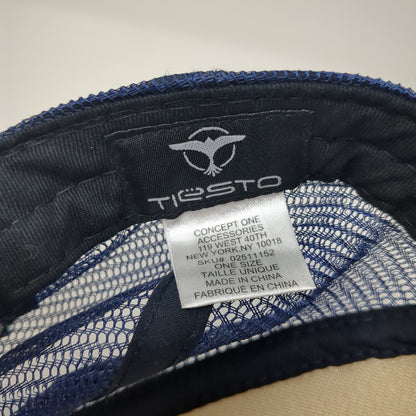 TIËSTO
CONCEPT ONE
ACCESSORIES
119 WEST 40TH
NEW YORK, NY 10018
SKU#: 02511152
ONE SIZE
TAILLE UNIQUE
MADE IN CHINA
FABRIQUÉ EN CHINE